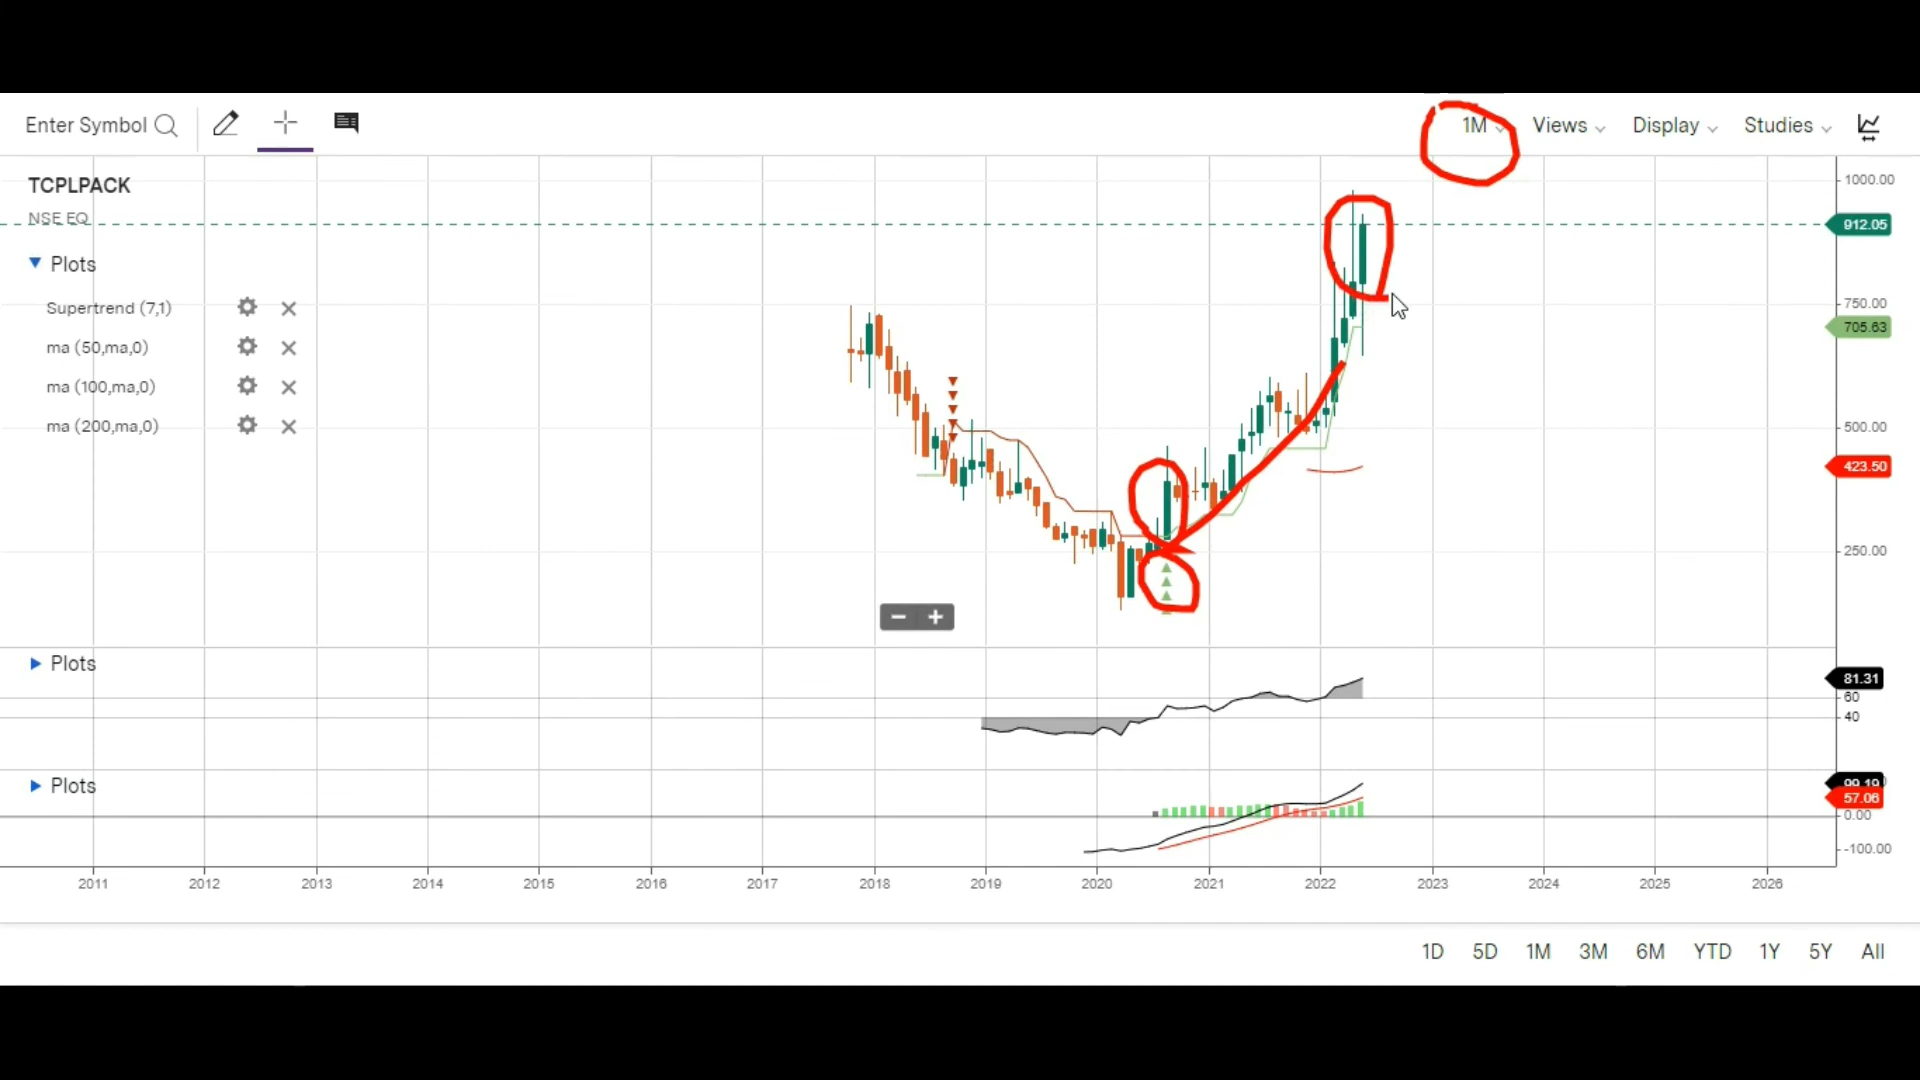 Enter Symbol
1M Views Display Studies
TCPLPACK
NSE EQ
Plots
Supertrend (7,1)
ma (50,ma,0)
ma (100,ma,0)
ma (200,ma,0)
1000.00
912.05
750.00
705.63
500.00
423.50
250.00
Plots
81.31
60
40
Plots
99.19
57.06
0.00
-100.00
2011 2012 2013 2014 2015 2016 2017 2018 2019 2020 2021 2022 2023 2024 2025 2026
1D 5D 1M 3M 6M YTD 1Y 5Y All